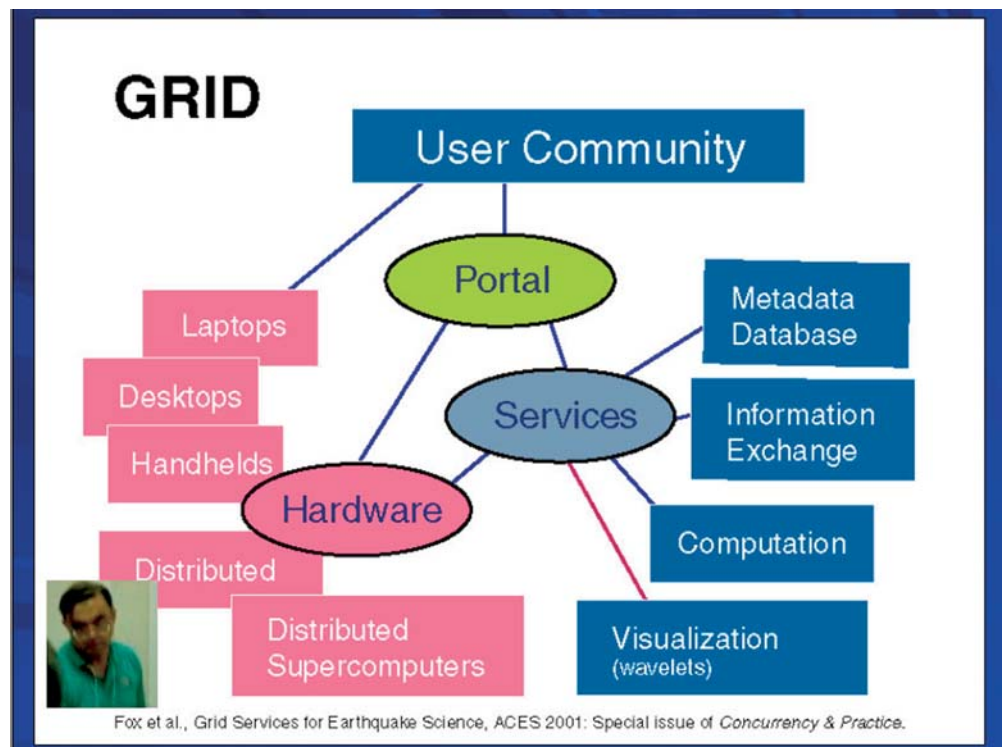 GRID
User Community
Portal
Laptops
Metadata
Database
Desktops
Services
Information
Exchange
Handhelds
Hardware
Computation
Distributed
Distributed
Supercomputers
Visualization
(wavelets)
Fox et al., Grid Services for Earthquake Science, ACES 2001: Special issue of Concurrency & Practice.